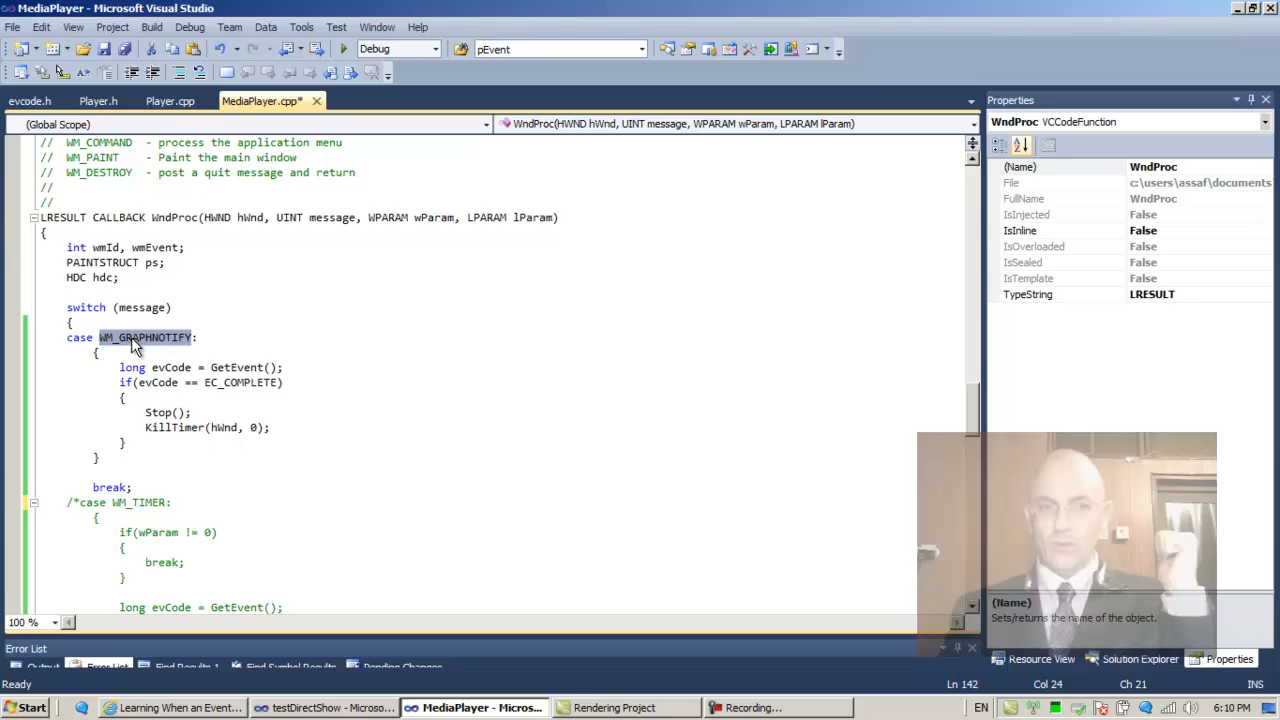 MediaPlayer - Microsoft Visual Studio
File Edit View Project Build Debug Team Data Tools Test Window Help
Debug pEvent
evcode.h Player.h Player.cpp MediaPlayer.cpp*
Properties
(Global Scope) WndProc(HWND hWnd, UINT message, WPARAM wParam, LPARAM lParam)
WndProc VCCodeFunction
// WM_COMMAND - process the application menu
// WM_PAINT - Paint the main window
// WM_DESTROY - post a quit message and return
//
//
LRESULT CALLBACK WndProc(HWND hWnd, UINT message, WPARAM wParam, LPARAM lParam)
{
int wmId, wmEvent;
PAINTSTRUCT ps;
HDC hdc;
switch (message)
{
case WM_GRAPHNOTIFY:
{
long evCode = GetEvent();
if(evCode == EC_COMPLETE)
{
Stop();
KillTimer(hWnd, 0);
}
}
break;
/*case WM_TIMER:
{
if(wParam != 0)
{
break;
}
long evCode = GetEvent();
100 %
(Name) WndProc
File c:\users\assaf\documents
FullName WndProc
IsInjected False
IsInline False
IsOverloaded False
IsSealed False
IsTemplate False
TypeString LRESULT
(Name)
Sets/returns the name of the object.
Resource View Solution Explorer Properties
Error List
Output Error List Find Results 1 Find Symbol Results Pending Changes
Ready Ln 142 Col 24 Ch 21 INS
Start Learning When an Event... testDirectShow - Microso... MediaPlayer - Micros... Rendering Project Recording... EN 6:10 PM